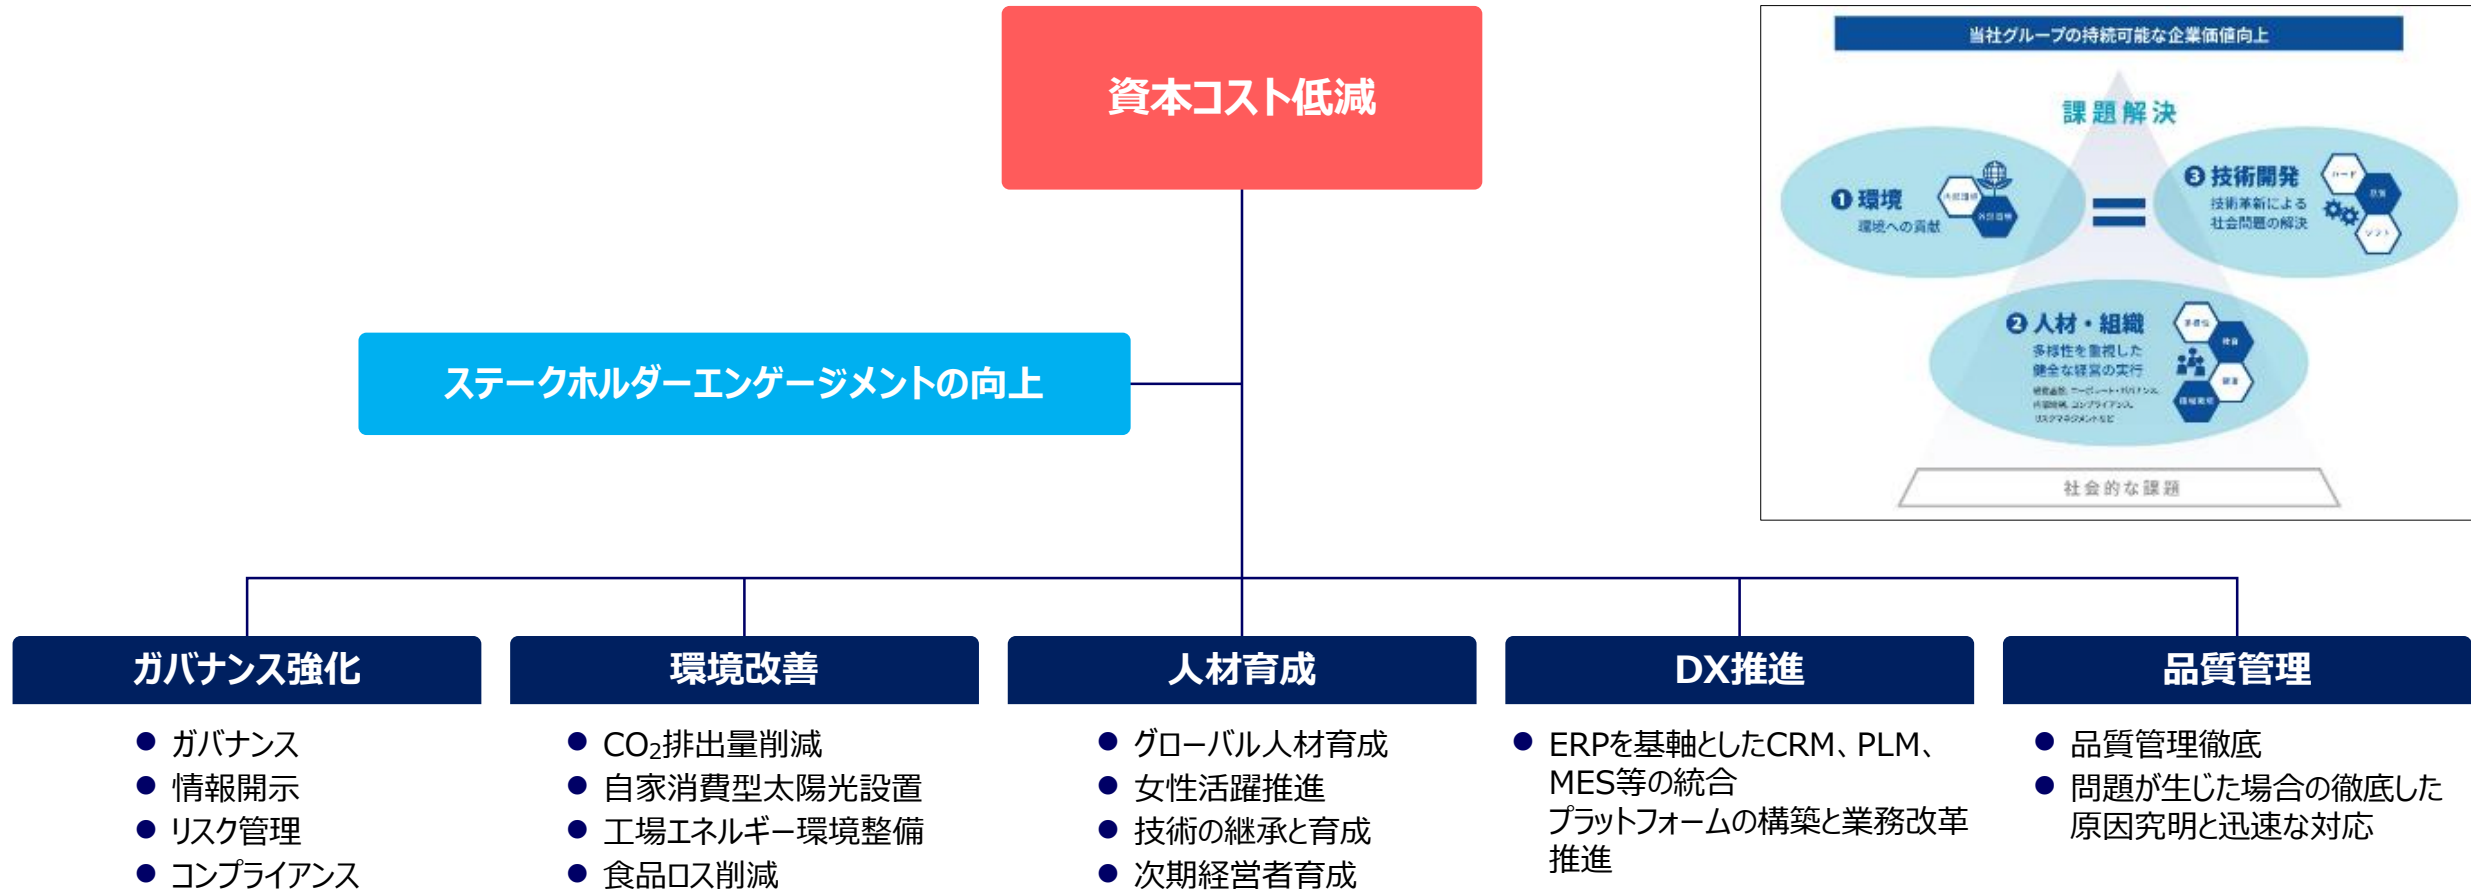 資本コスト低減
ステークホルダーエンゲージメントの向上
当社グループの持続可能な企業価値向上
課題解決
❶ 環境
環境への貢献
❸ 技術開発
技術革新による
社会問題の解決
ハード
ソフト
❷ 人材・組織
多様性を重視した
健全な経営の実行
社会的な課題
ガバナンス強化
● ガバナンス
● 情報開示
● リスク管理
● コンプライアンス
環境改善
● CO₂排出量削減
● 自家消費型太陽光設置
● 工場エネルギー環境整備
● 食品ロス削減
人材育成
● グローバル人材育成
● 女性活躍推進
● 技術の継承と育成
● 次期経営者育成
DX推進
● ERPを基軸としたCRM、PLM、
MES等の統合
プラットフォームの構築と業務改革
推進
品質管理
● 品質管理徹底
● 問題が生じた場合の徹底した
原因究明と迅速な対応